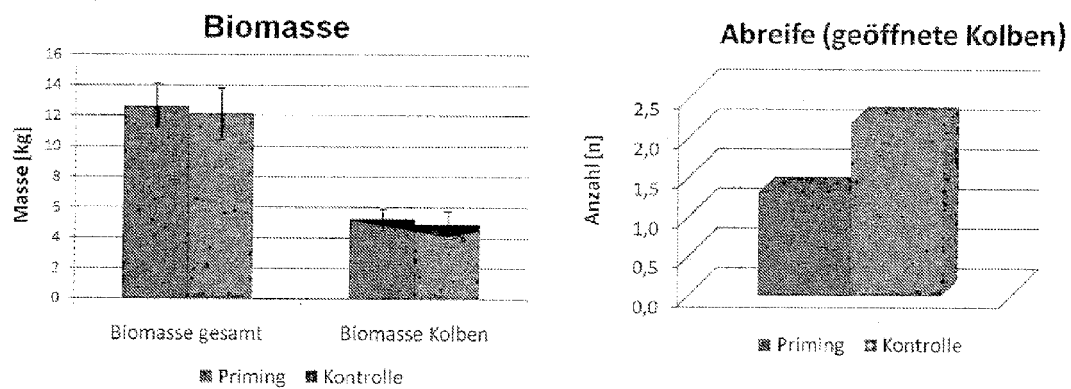 Biomasse
Masse [kg]
16
14
12
10
8
6
4
2
0
Biomasse gesamt
Biomasse Kolben
Priming
Kontrolle
Abreife (geöffnete Kolben)
Anzahl [n]
2,5
2,0
1,5
1,0
0,5
0,0
Priming
Kontrolle